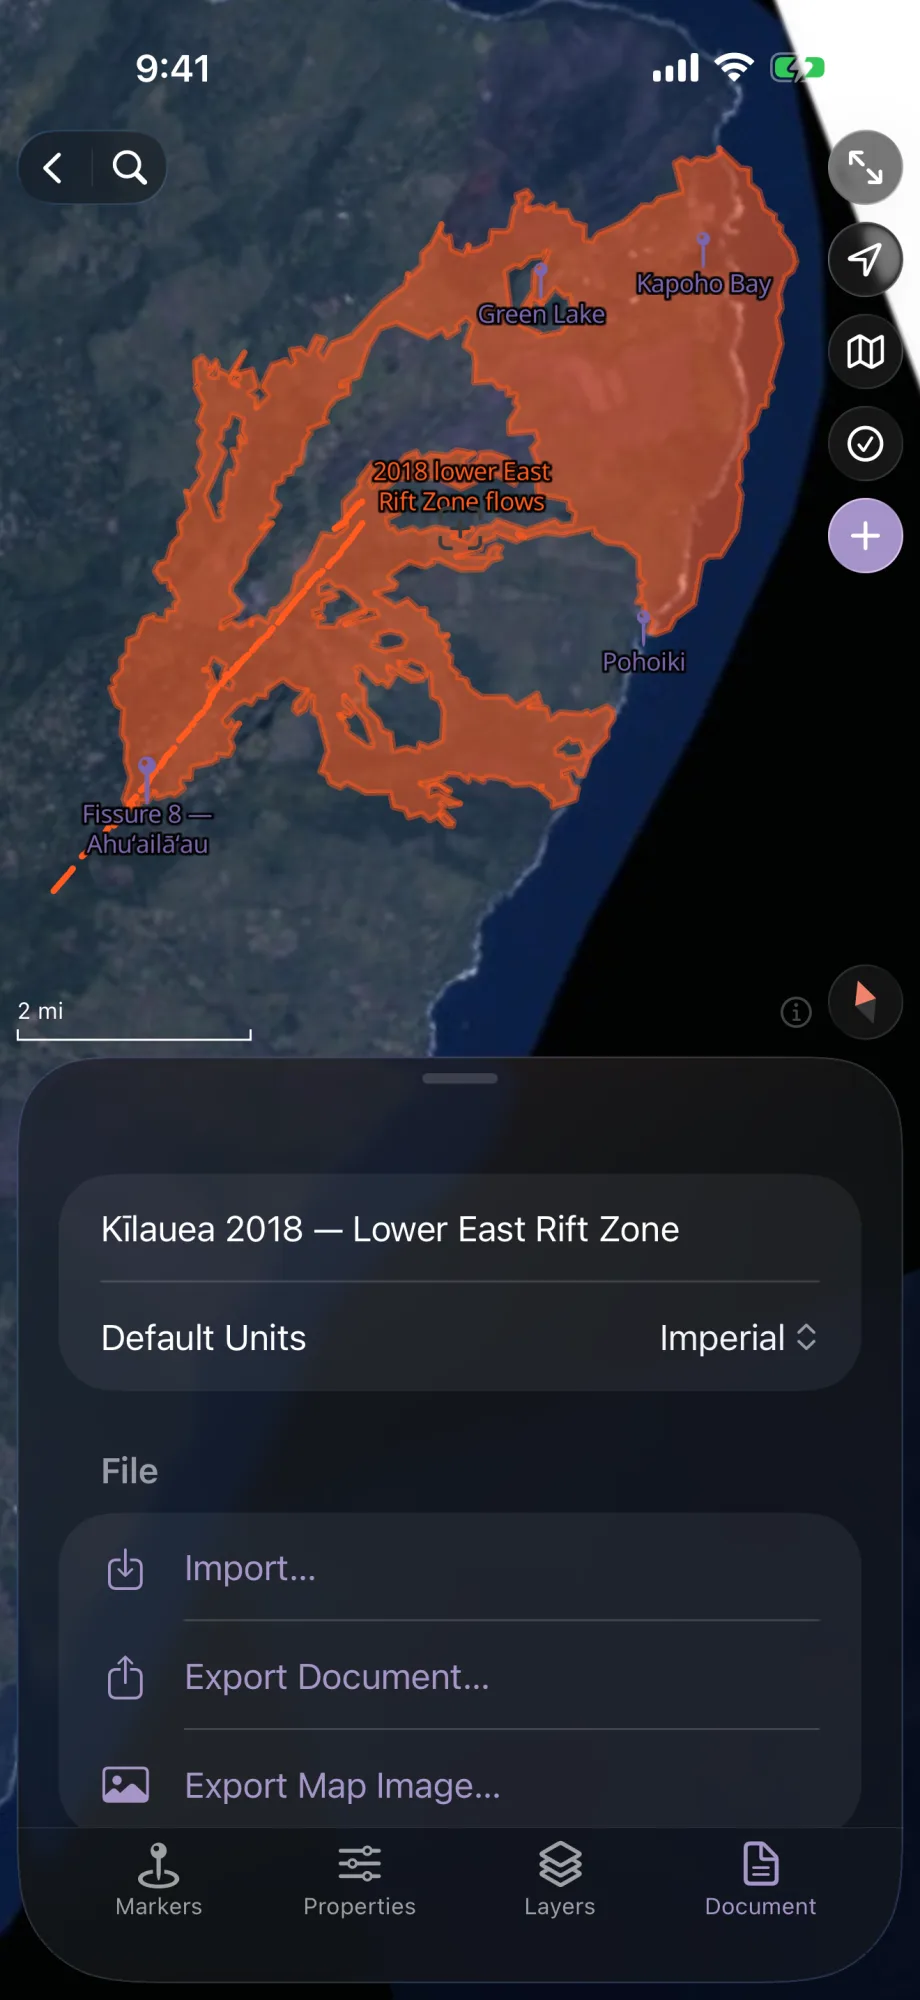 9:41
Kapoho Bay
Green Lake
2018 lower East
Rift Zone flows
Pohoiki
Fissure 8 —
Ahuʻailāʻau
2 mi
Kīlauea 2018 — Lower East Rift Zone
Default Units
Imperial
File
Import...
Export Document...
Export Map Image...
Markers
Properties
Layers
Document